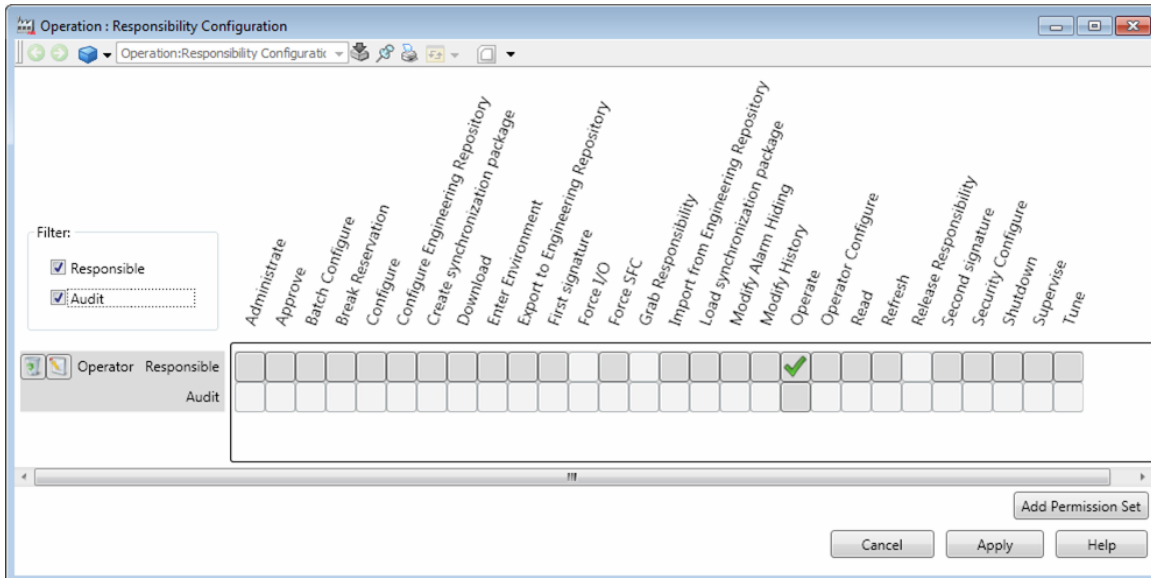 Operation : Responsibility Configuration
Operation:Responsibility Configuratic
Filter:
Responsible
Audit
Administrate
Approve
Batch Configure
Break Reservation
Configure
Configure Engineering Repository
Create synchronization package
Download
Enter Environment
Export to Engineering Repository
First signature
Force I/O
Force SFC
Grab Responsibility
Import from Engineering Repository
Load synchronization package
Modify Alarm Hiding
Modify History
Operate
Operator Configure
Read
Refresh
Release Responsibility
Second signature
Security Configure
Shutdown
Supervise
Tune
Operator Responsible
Audit
Add Permission Set
Cancel Apply Help